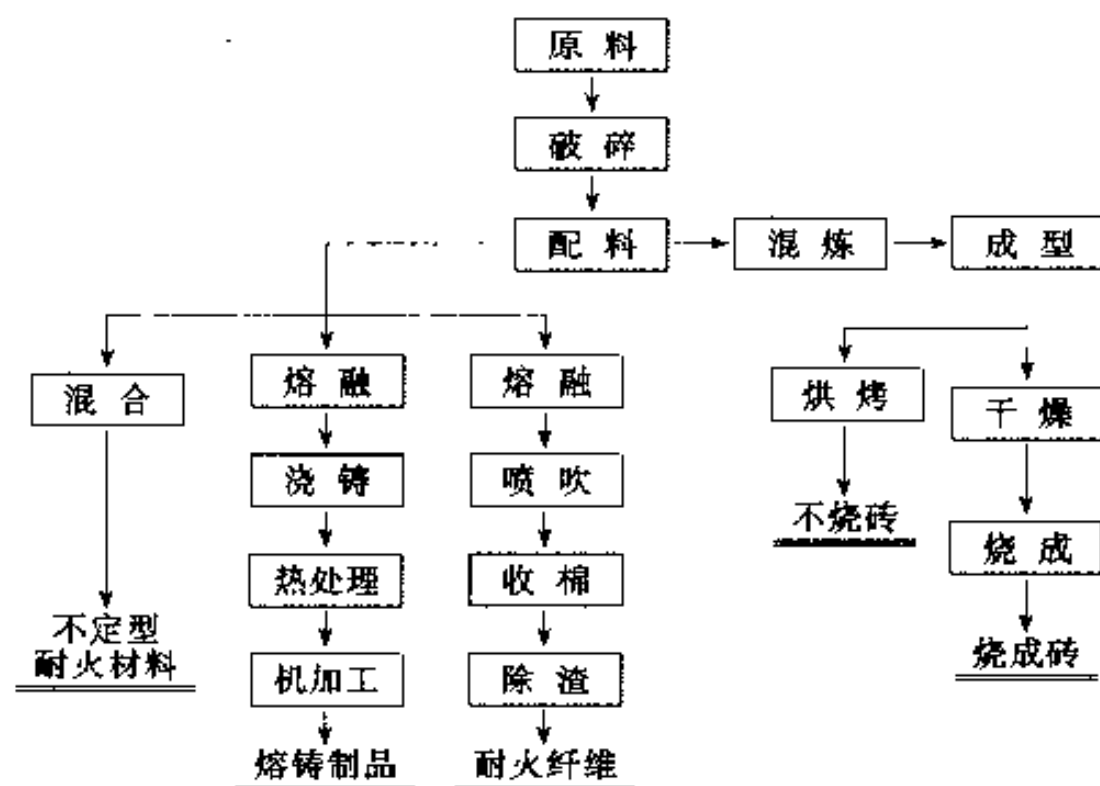 原料
破碎
配料
混炼
成型
混合
熔融
熔融
烘烤
干燥
浇铸
喷吹
不烧砖
烧成
热处理
收棉
不定型
耐火材料
机加工
除渣
烧成砖
熔铸制品
耐火纤维